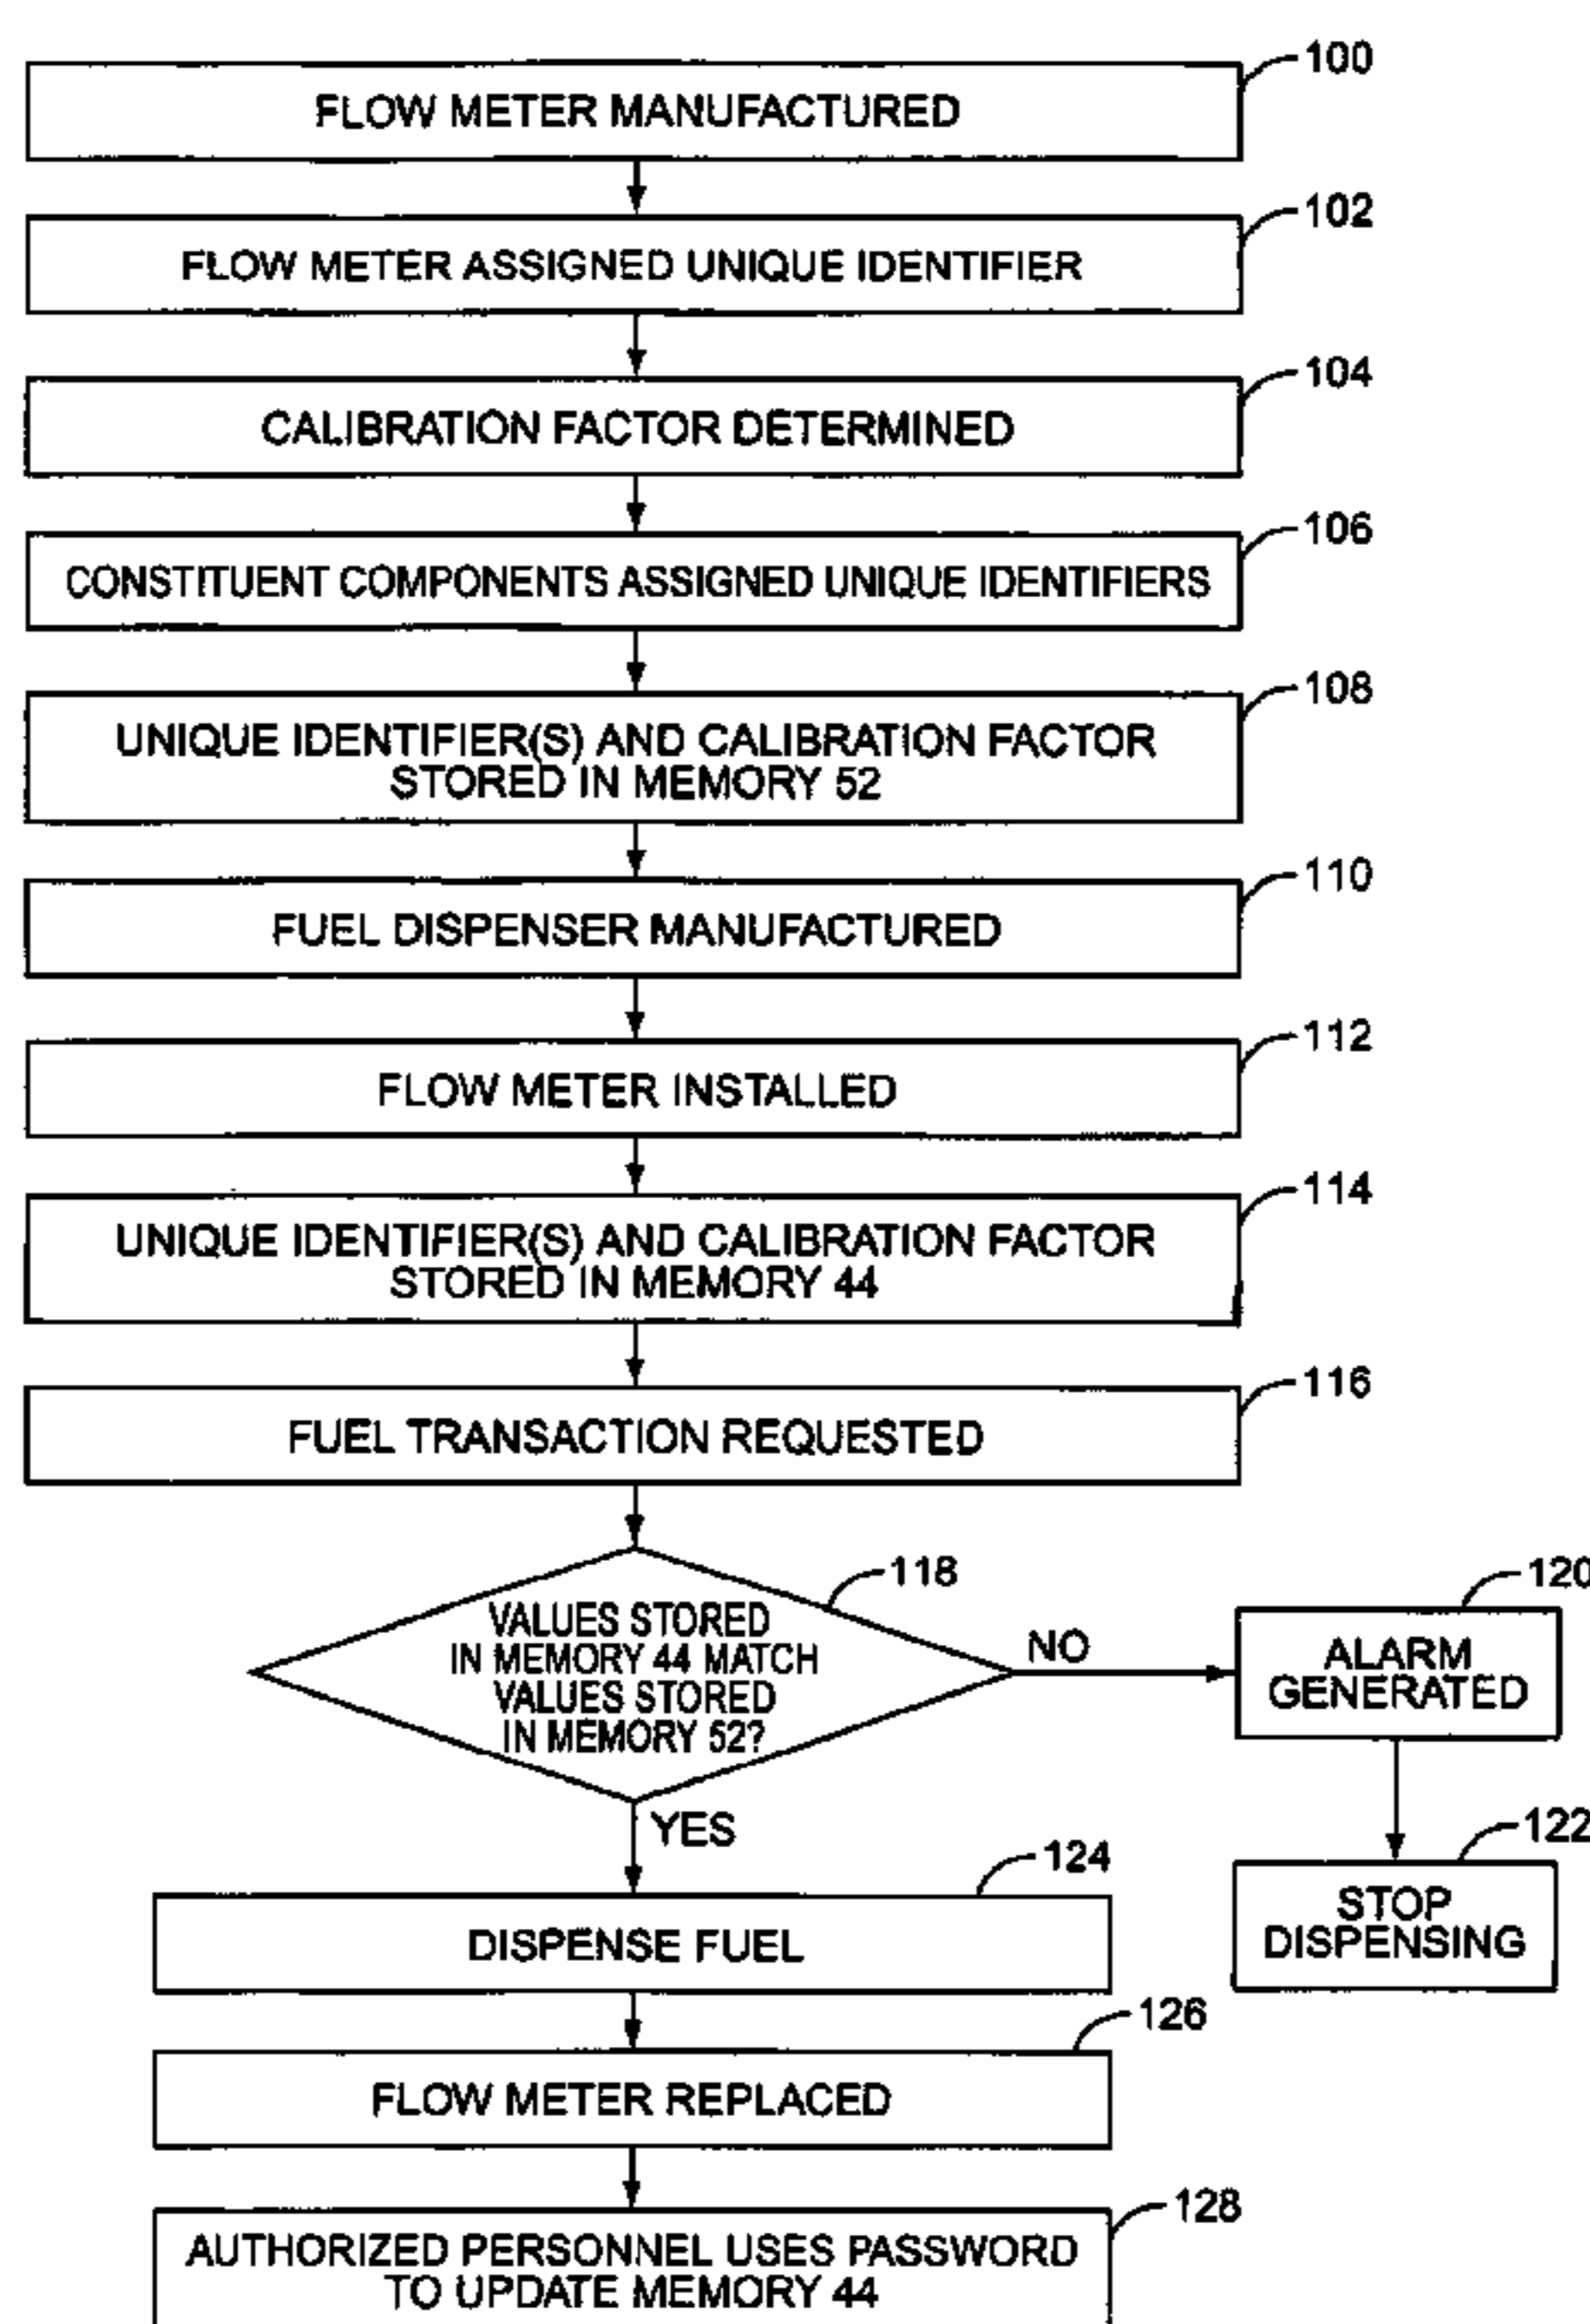 100
FLOW METER MANUFACTURED
102
FLOW METER ASSIGNED UNIQUE IDENTIFIER
104
CALIBRATION FACTOR DETERMINED
106
CONSTITUENT COMPONENTS ASSIGNED UNIQUE IDENTIFIERS
108
UNIQUE IDENTIFIER(S) AND CALIBRATION FACTOR
STORED IN MEMORY 52
110
FUEL DISPENSER MANUFACTURED
112
FLOW METER INSTALLED
114
UNIQUE IDENTIFIER(S) AND CALIBRATION FACTOR
STORED IN MEMORY 44
116
FUEL TRANSACTION REQUESTED
118
VALUES STORED
IN MEMORY 44 MATCH
VALUES STORED
IN MEMORY 52?
NO
120
ALARM
GENERATED
YES
122
STOP
DISPENSING
124
DISPENSE FUEL
126
FLOW METER REPLACED
128
AUTHORIZED PERSONNEL USES PASSWORD
TO UPDATE MEMORY 44